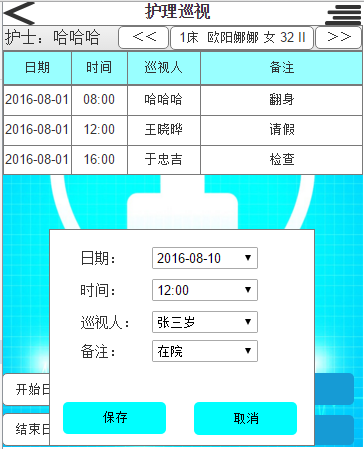 护理巡视
护士：哈哈哈 << 1床 欧阳娜娜 女 32 II >>
日期 时间 巡视人 备注
2016-08-01 08:00 哈哈哈 翻身
2016-08-01 12:00 王晓晔 请假
2016-08-01 16:00 于忠吉 检查
日期： 2016-08-10
时间： 12:00
巡视人： 张三岁
备注： 在院
开始日
保存 取消
结束日